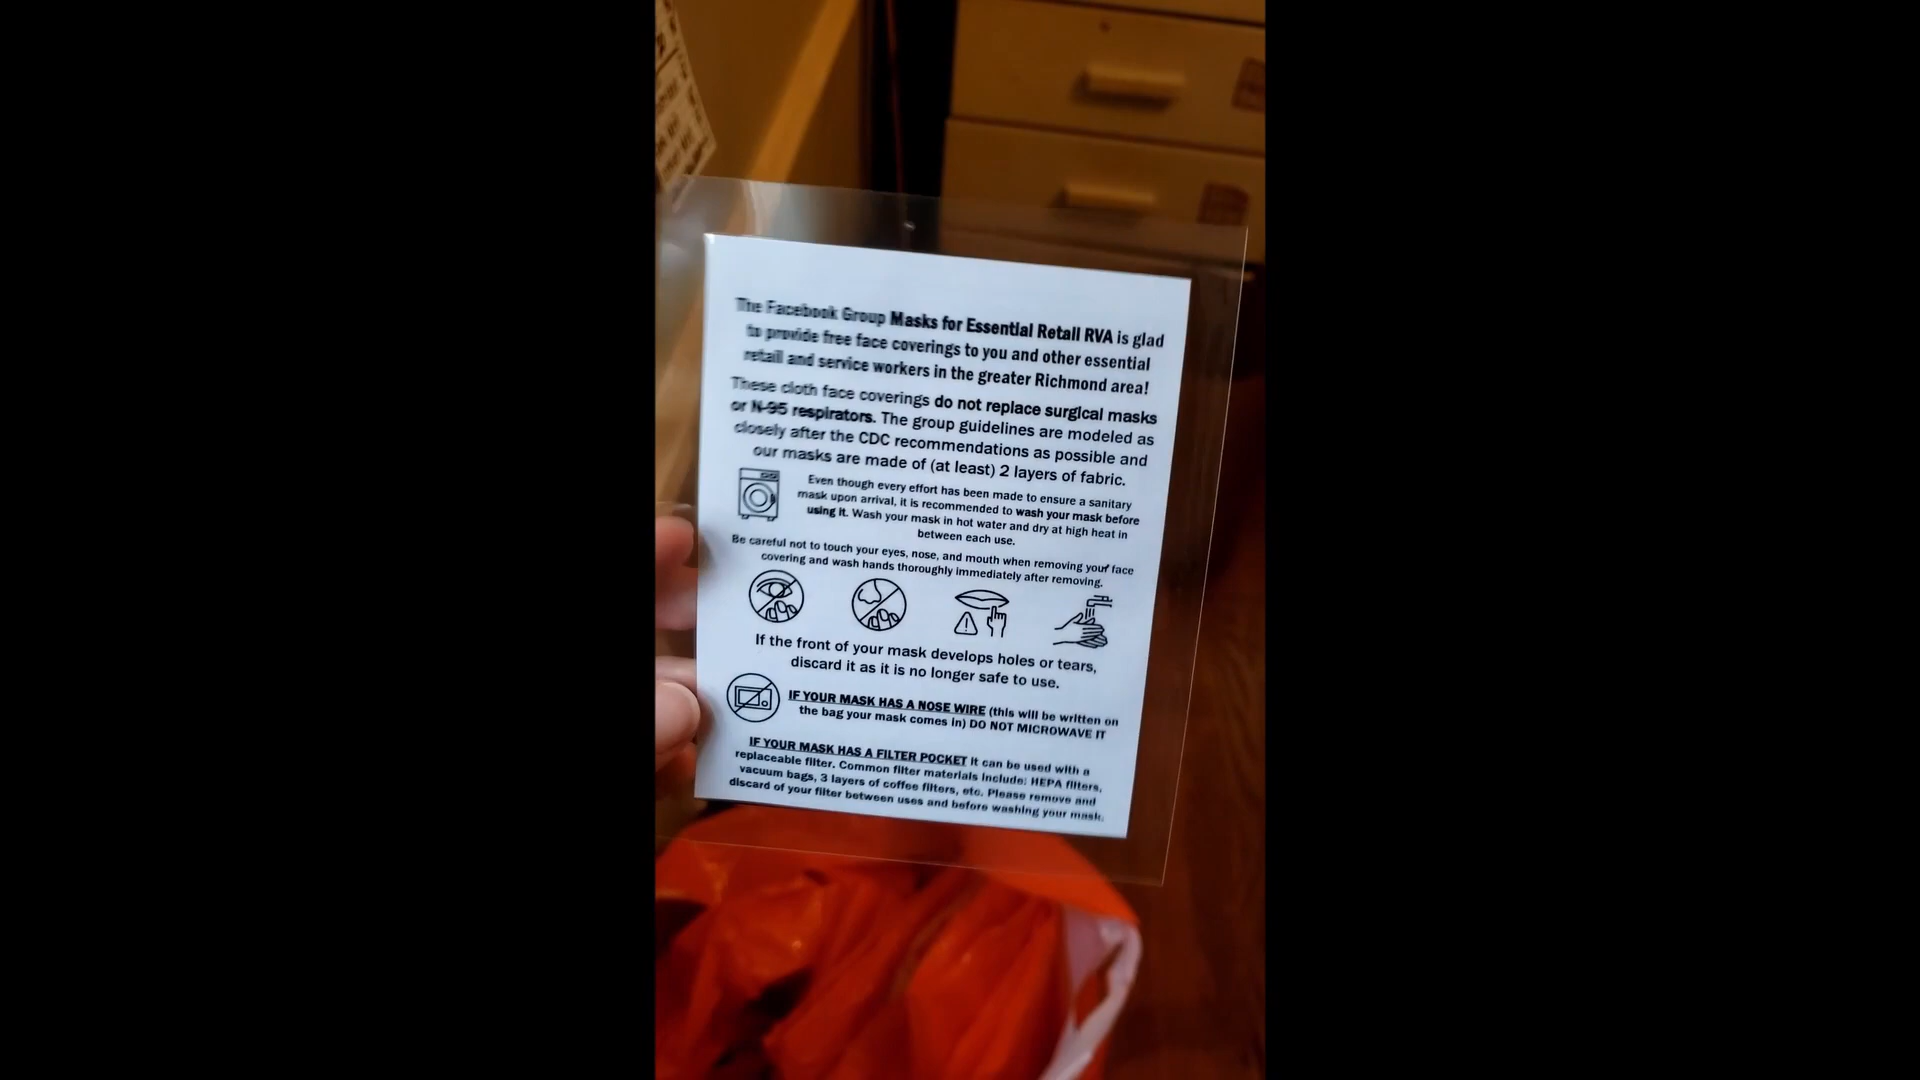 The Facebook Group Masks for Essential Retail RVA is glad
to provide free face coverings to you and other essential
retail and service workers in the greater Richmond area!
These cloth face coverings do not replace surgical masks
or N-95 respirators. The group guidelines are modeled as
closely after the CDC recommendations as possible and
our masks are made of (at least) 2 layers of fabric.
Even though every effort has been made to ensure a sanitary
mask upon arrival, it is recommended to wash your mask before
using it. Wash your mask in hot water and dry at high heat in
between each use.
Be careful not to touch your eyes, nose, and mouth when removing your face
covering and wash hands thoroughly immediately after removing.
If the front of your mask develops holes or tears,
discard it as it is no longer safe to use.
IF YOUR MASK HAS A NOSE WIRE (this will be written on
the bag your mask comes in) DO NOT MICROWAVE IT
IF YOUR MASK HAS A FILTER POCKET it can be used with a
replaceable filter. Common filter materials include: HEPA filters,
vacuum bags, 3 layers of coffee filters, etc. Please remove and
discard of your filter between uses and before washing your mask.